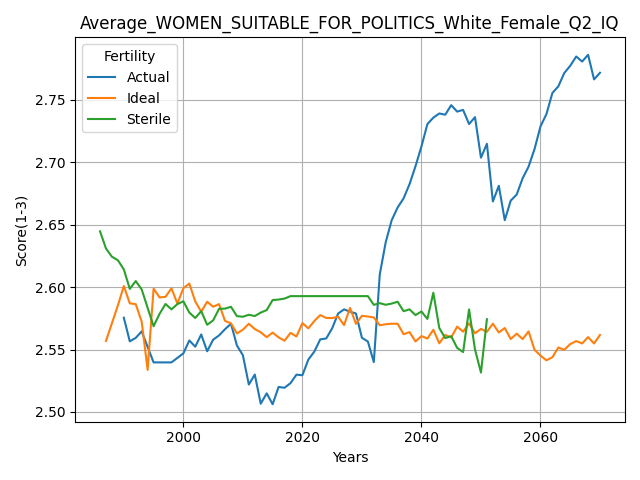 Average_WOMEN_SUITABLE_FOR_POLITICS_White_Female_Q2_IQ
Fertility
Actual
Ideal
Sterile
Score(1-3)
2.75
2.70
2.65
2.60
2.55
2.50
2000
2020
2040
2060
Years